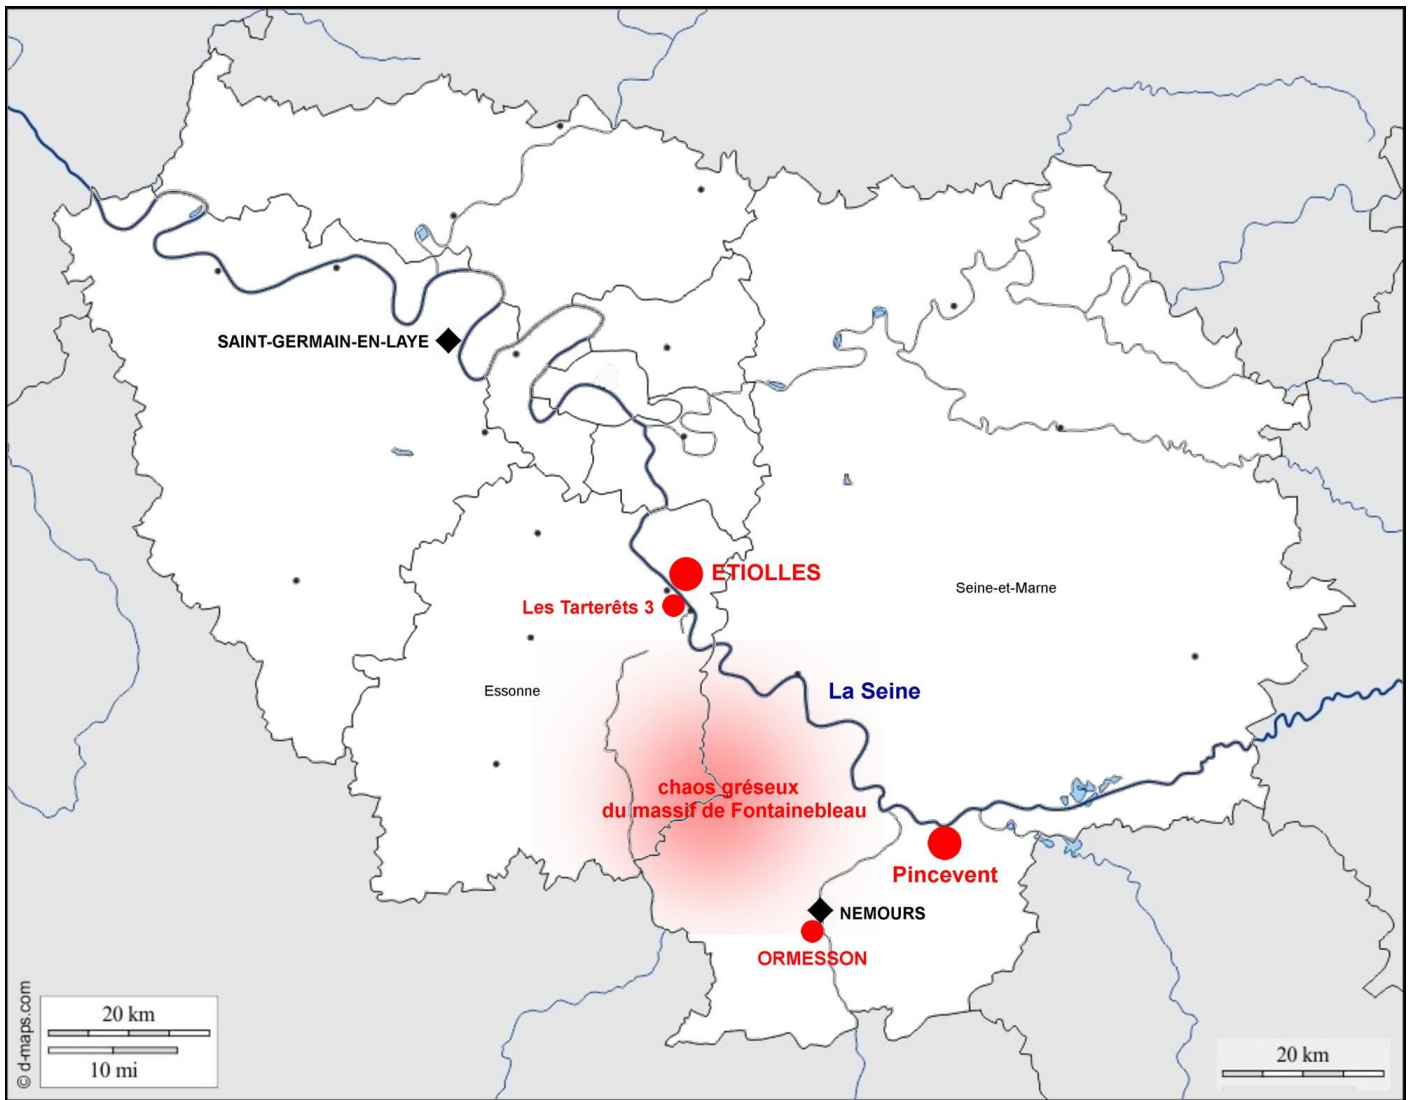 SAINT-GERMAIN-EN-LAYE
ETIOLLES
Seine-et-Marne
Les Tarterêts 3
Essonne
La Seine
chaos gréseux
du massif de Fontainebleau
Pincevent
NEMOURS
ORMESSON
© d-maps.com
20 km
10 mi
20 km